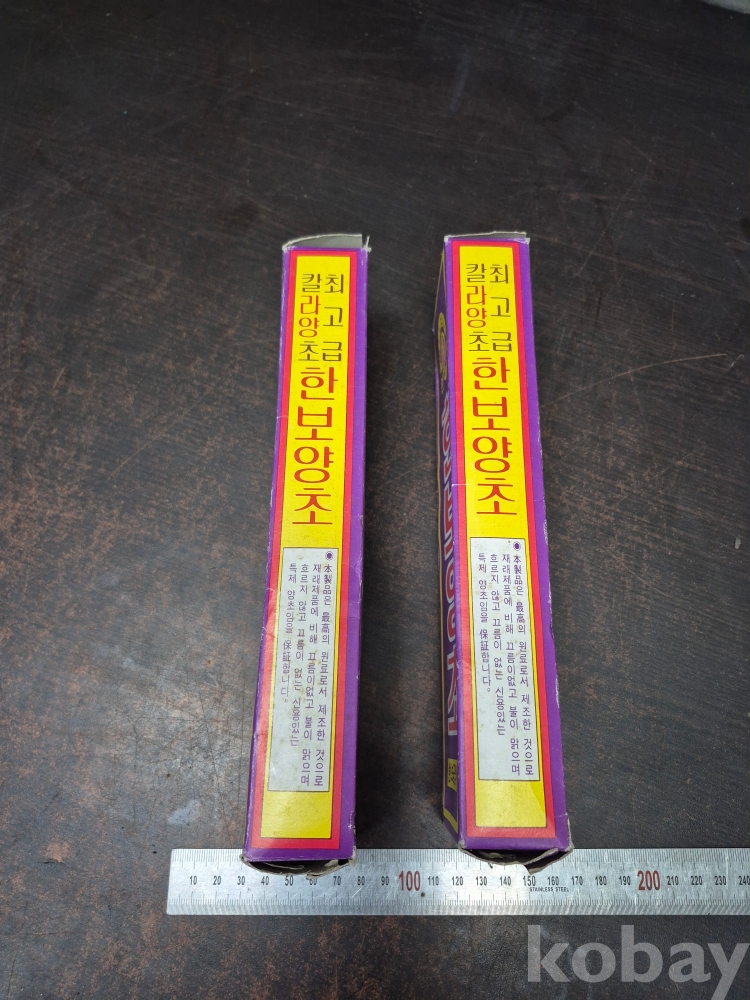 최고급
칼라양초
한보양초
◉ 本製品은 最高의 원료로서 제조한 것으로
재래제품에 비해 끄름이없고 불이 맑으며
흐르지 않고 끄름이 없는 신용있는
특제 양초임을 保証합니다.
최고급
칼라양초
한보양초
◉ 本製品은 最高의 원료로서 제조한 것으로
재래제품에 비해 끄름이없고 불이 맑으며
흐르지 않고 끄름이 없는 신용있는
특제 양초임을 保証합니다.
10 20 30 40 50 60 70 80 90 100 110 120 130 140 150 160 170 180 190 200 210 220 230 240
STAINLESS STEEL
kobay